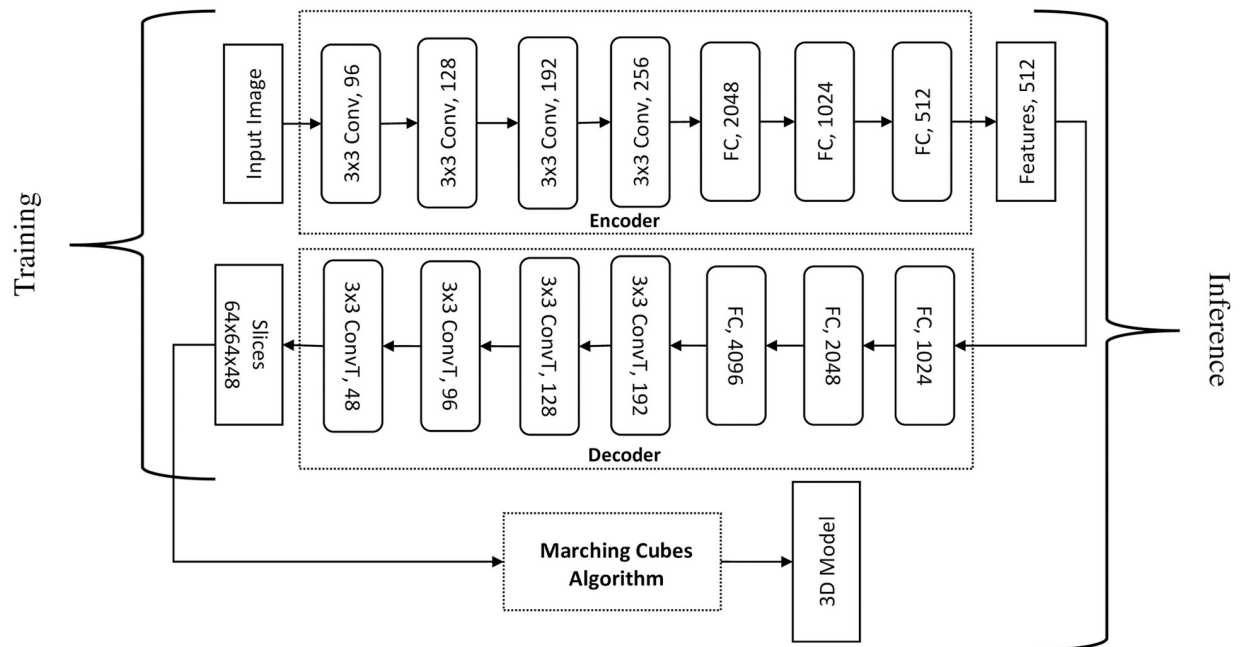 Training
Input Image
3x3 Conv, 96
3x3 Conv, 128
3x3 Conv, 192
3x3 Conv, 256
FC, 2048
FC, 1024
FC, 512
Features, 512
Encoder
Slices
64x64x48
3x3 ConvT, 48
3x3 ConvT, 96
3x3 ConvT, 128
3x3 ConvT, 192
FC, 4096
FC, 2048
FC, 1024
Decoder
Inference
Marching Cubes
Algorithm
3D Model